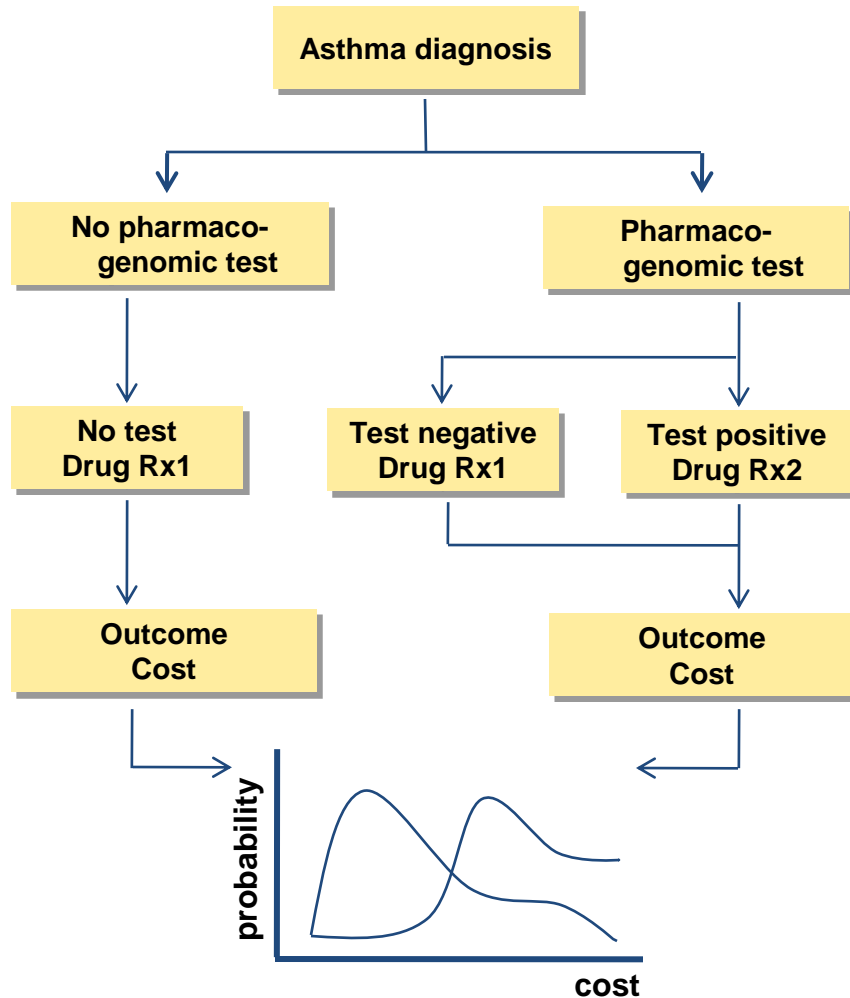 Asthma diagnosis
No pharmaco-
genomic test
Pharmaco-
genomic test
No test
Drug Rx1
Test negative
Drug Rx1
Test positive
Drug Rx2
Outcome
Cost
Outcome
Cost
probability
cost